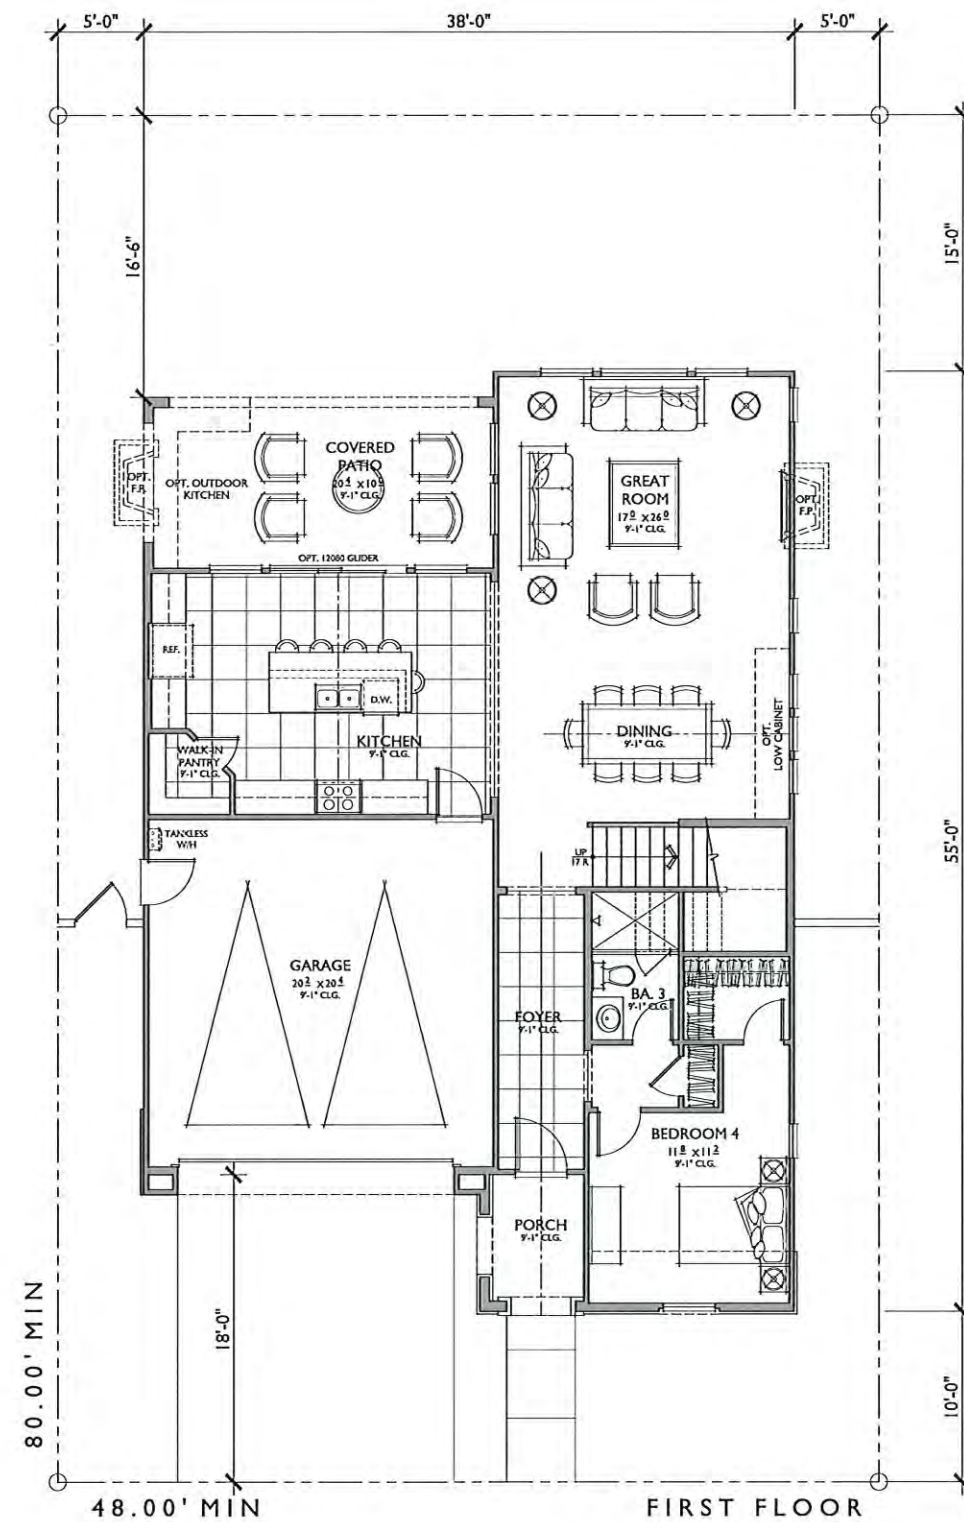 5'-0"
38'-0"
5'-0"
16'-6"
15'-0"
COVERED
PATIO
20⁴ X10
9'-1" CLG.
OPT.
F.P.
OPT. OUTDOOR
KITCHEN
OPT. 12080 GLIDER
GREAT
ROOM
17⁰ X26⁰
9'-1" CLG.
OPT.
F.P.
REF.
D.W.
KITCHEN
9'-1" CLG.
WALK-IN
PANTRY
9'-1" CLG.
DINING
9'-1" CLG.
OPT.
LOW CABINET
TANKLESS
W/H
UP
17 R
55'-0"
GARAGE
20² X20⁴
9'-1" CLG.
FOYER
9'-1" CLG.
BA. 3
9'-1" CLG.
BEDROOM 4
11⁸ X11²
9'-1" CLG.
PORCH
9'-1" CLG.
18'-0"
10'-0"
80.00' MIN
48.00' MIN
FIRST FLOOR